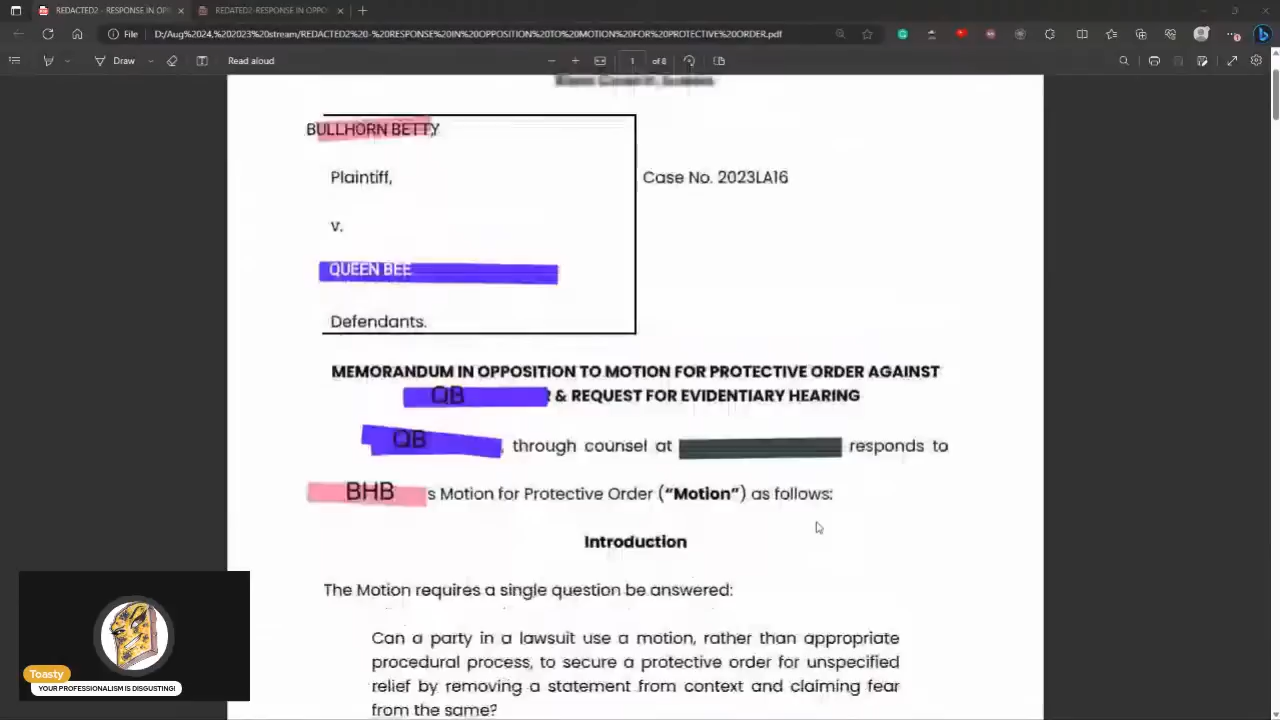 REDACTED2 - RESPONSE IN OPP
REDATED2-RESPONSE IN OPPO
File D:/Aug%2024,%202023%20stream/REDACTED2%20-%20RESPONSE%20IN%20OPPOSITION%20TO%20MOTION%20FOR%20PROTECTIVE%20ORDER.pdf
Draw Read aloud 1 of 8
BULLHORN BETTY,
Plaintiff,
Case No. 2023LA16
v.
QUEEN BEE
Defendants.
MEMORANDUM IN OPPOSITION TO MOTION FOR PROTECTIVE ORDER AGAINST
QB & REQUEST FOR EVIDENTIARY HEARING
QB, through counsel at responds to
BHB s Motion for Protective Order (“Motion”) as follows:
Introduction
The Motion requires a single question be answered:
Can a party in a lawsuit use a motion, rather than appropriate
procedural process, to secure a protective order for unspecified
relief by removing a statement from context and claiming fear
from the same?
Toasty
YOUR PROFESSIONALISM IS DISGUSTING!